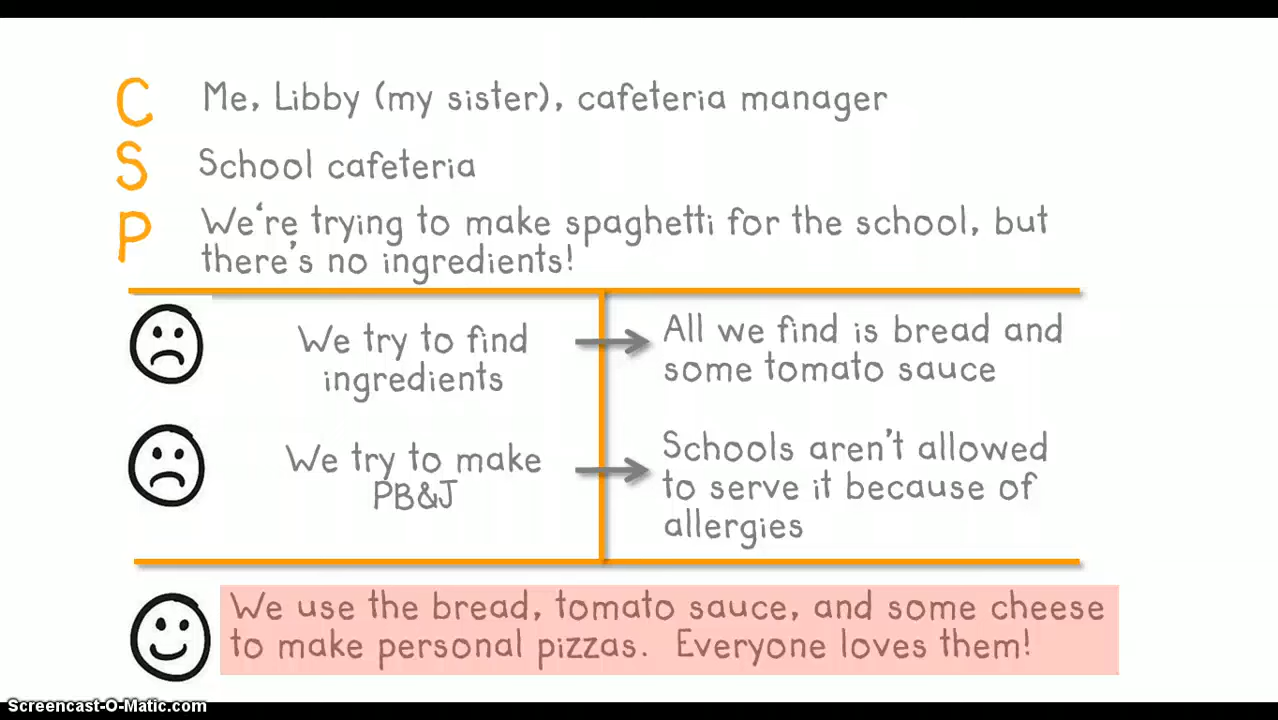 C Me, Libby (my sister), cafeteria manager
S School cafeteria
P We're trying to make spaghetti for the school, but
there's no ingredients!
We try to find
ingredients
All we find is bread and
some tomato sauce
We try to make
PB&J
Schools aren't allowed
to serve it because of
allergies
We use the bread, tomato sauce, and some cheese
to make personal pizzas. Everyone loves them!
Screencast-O-Matic.com